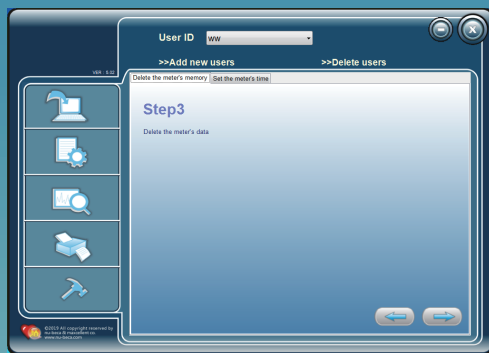 User ID ww
>>Add new users >>Delete users
VER : 5.02
Delete the meter's memory Set the meter's time
Step3
Delete the meter's data
©2019 All copyright reserved by